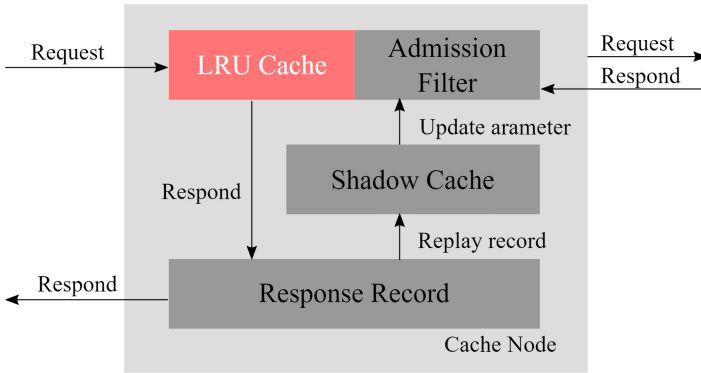 Request
LRU Cache
Admission
Filter
Request
Respond
Update arameter
Respond
Shadow Cache
Replay record
Respond
Response Record
Cache Node